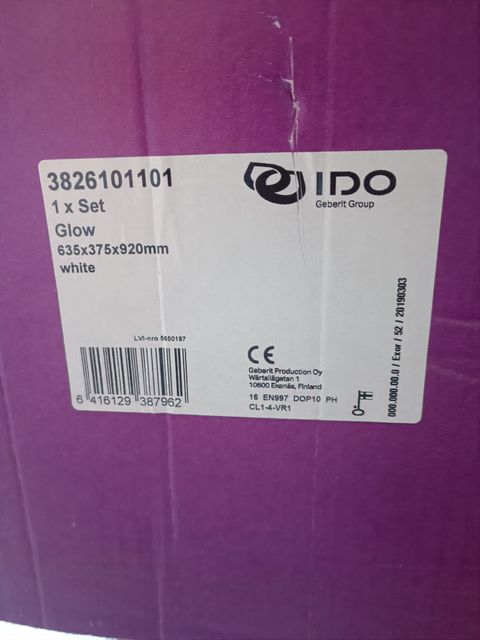 3826101101
1 x Set
Glow
635x375x920mm
white
IDO
Geberit Group
LVI-nro 5650197
6 416129 387962
CE
Geberit Production Oy
Wärtsilägatan 1
10600 Ekenäs, Finland
16 EN997 DOP10 PH
CL1-4-VR1
000.000.00.0 / Exor / 52 / 20190303